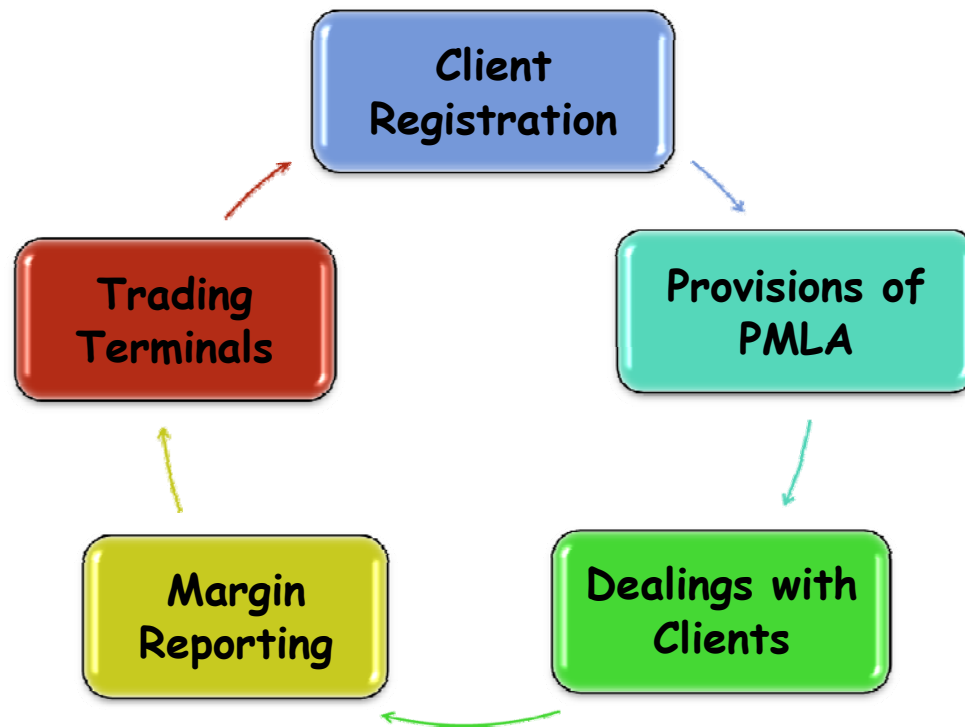 Client
Registration
Provisions of
PMLA
Dealings with
Clients
Margin
Reporting
Trading
Terminals